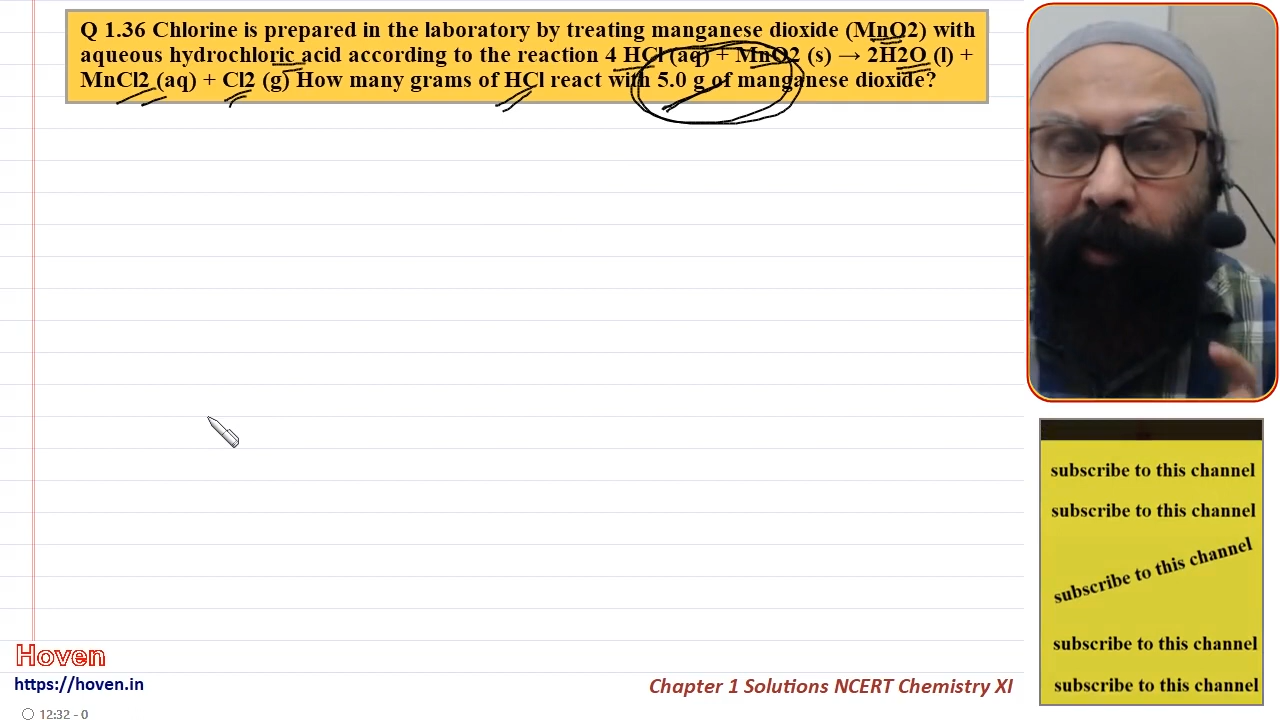 Q 1.36 Chlorine is prepared in the laboratory by treating manganese dioxide (MnO2) with
aqueous hydrochloric acid according to the reaction 4 HCl (aq) + MnO2 (s) → 2H2O (l) +
MnCl2 (aq) + Cl2 (g) How many grams of HCl react with 5.0 g of manganese dioxide?
subscribe to this channel
subscribe to this channel
subscribe to this channel
subscribe to this channel
subscribe to this channel
Hoven
https://hoven.in
Chapter 1 Solutions NCERT Chemistry XI
12:32 - 0